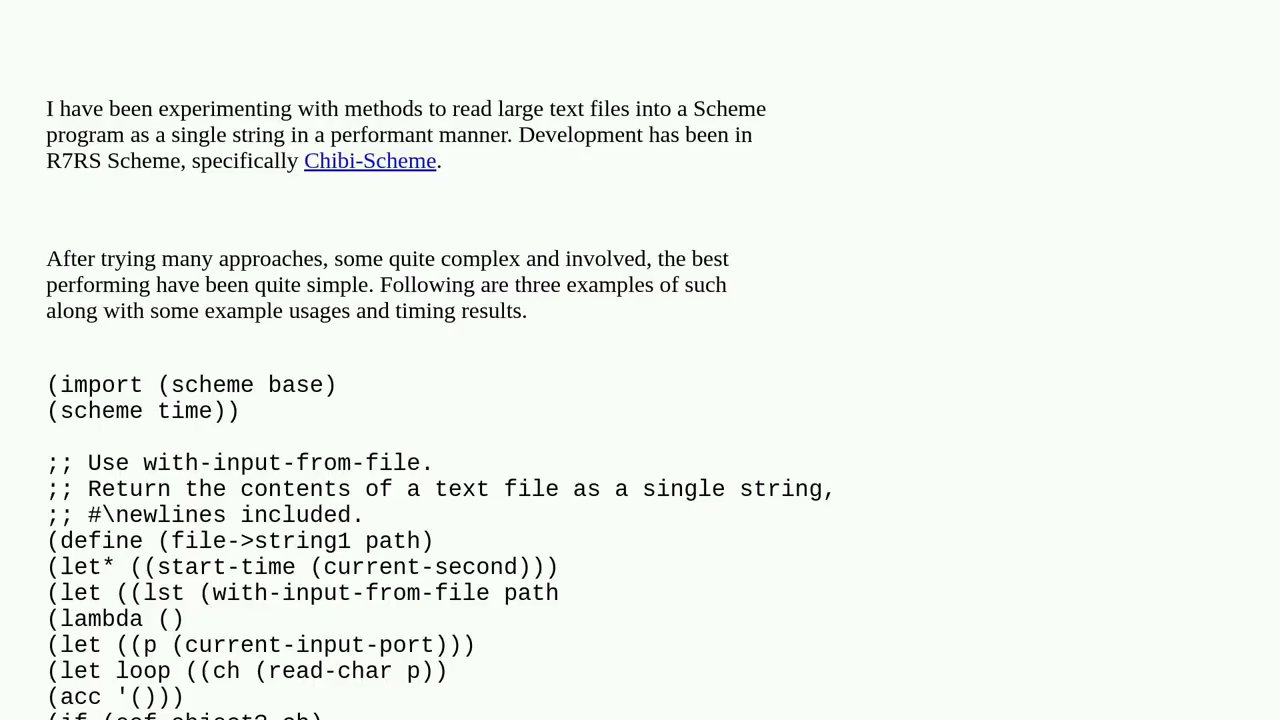 I have been experimenting with methods to read large text files into a Scheme
program as a single string in a performant manner. Development has been in
R7RS Scheme, specifically Chibi-Scheme.
After trying many approaches, some quite complex and involved, the best
performing have been quite simple. Following are three examples of such
along with some example usages and timing results.
(import (scheme base)
(scheme time))
;; Use with-input-from-file.
;; Return the contents of a text file as a single string,
;; #\newlines included.
(define (file->string1 path)
(let* ((start-time (current-second)))
(let ((lst (with-input-from-file path
(lambda ()
(let ((p (current-input-port)))
(let loop ((ch (read-char p))
(acc '()))
(if (eof-object? ch)